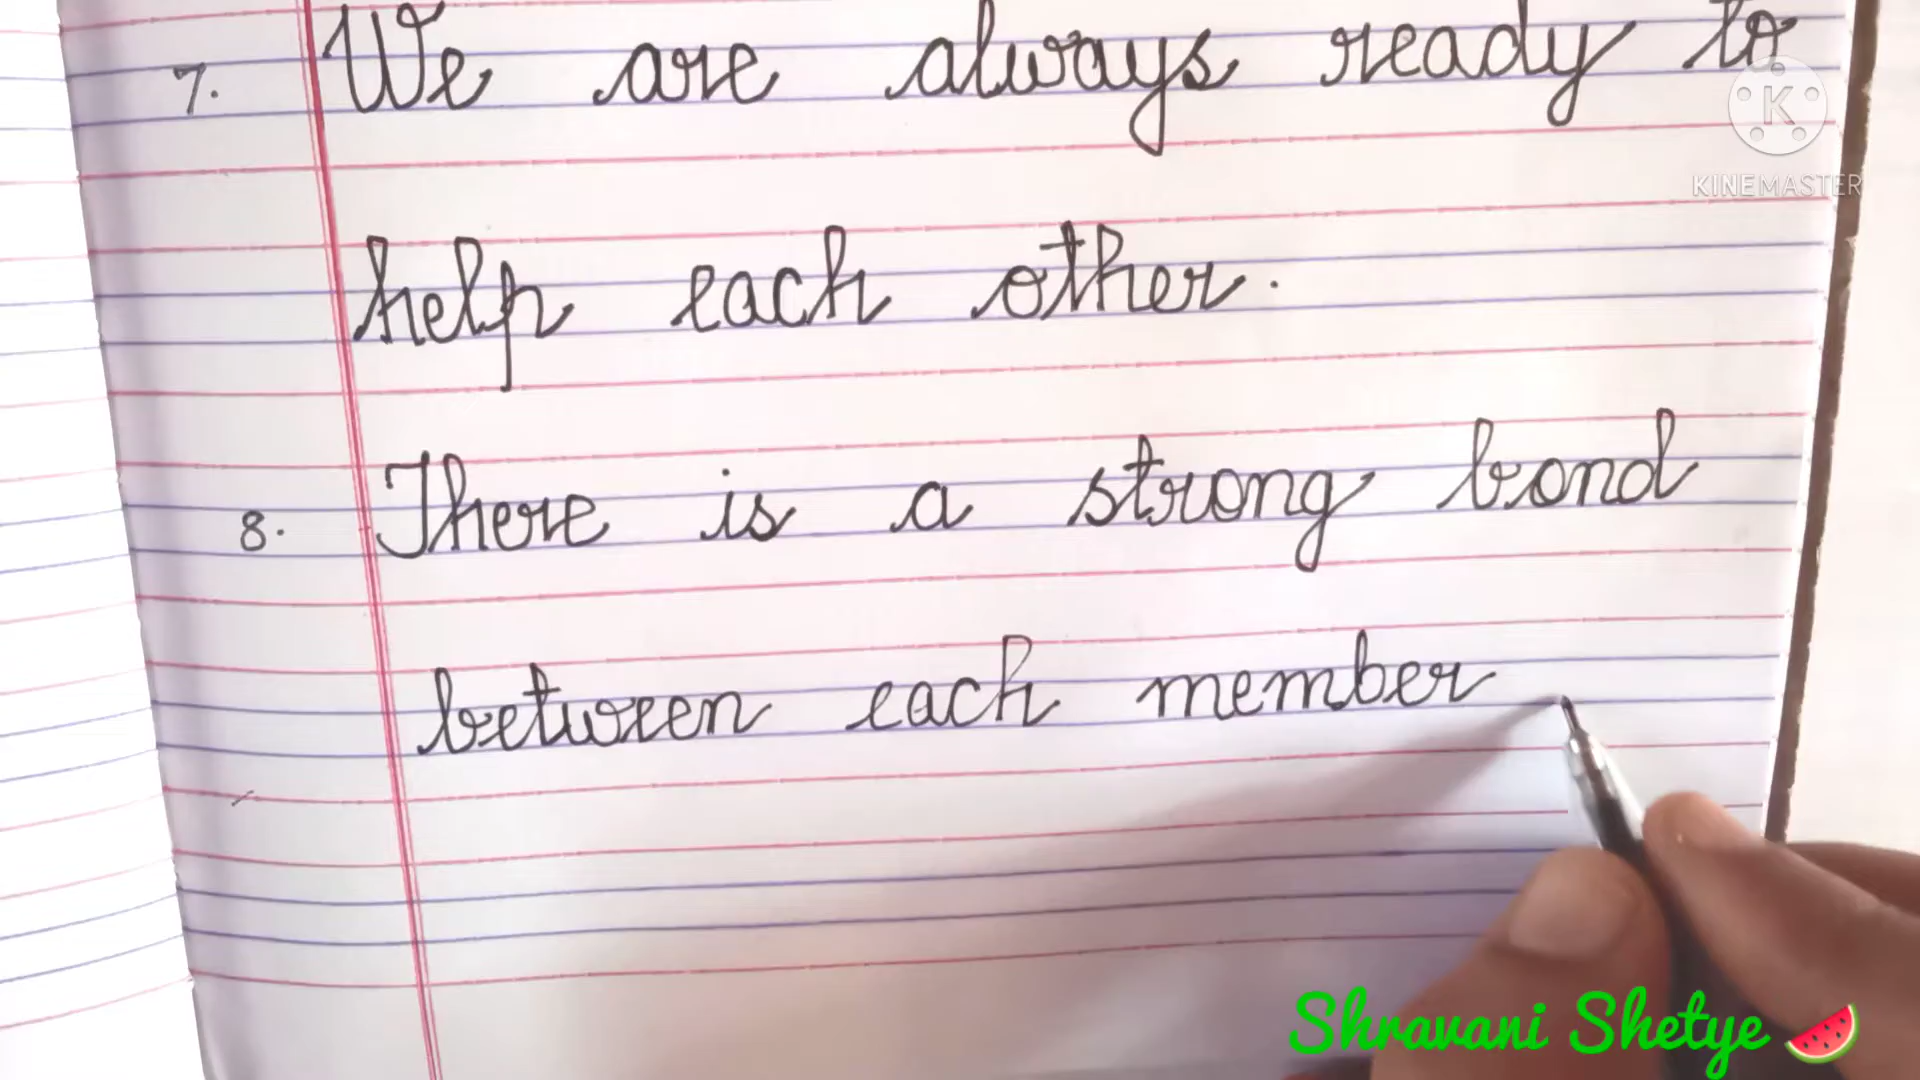 7. We are always ready to
K
KINEMASTER
help each other.
8. There is a strong bond
between each member
Shravani Shetye